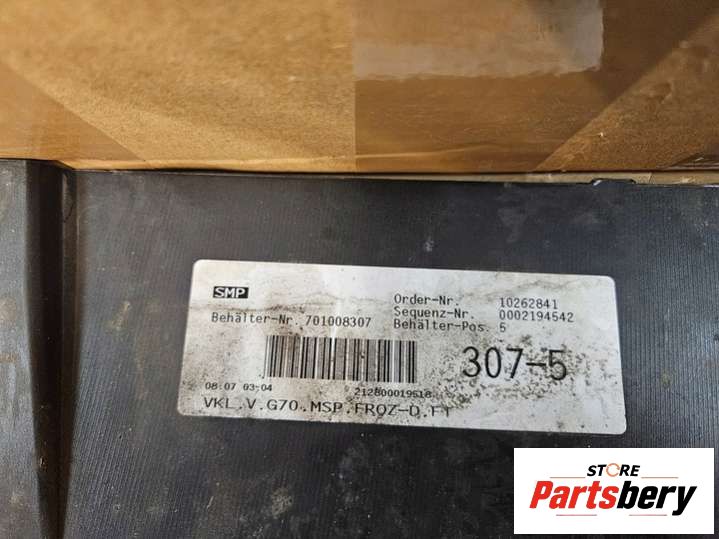 SMP
Order-Nr. 10262841
Sequenz-Nr. 0002194542
Behälter-Nr. 701008307 Behälter-Pos. 5
307-5
08.07 03:04 212800019518
VKL.V.G70.MSP.FROZ-D.FT
STORE
Partsbery